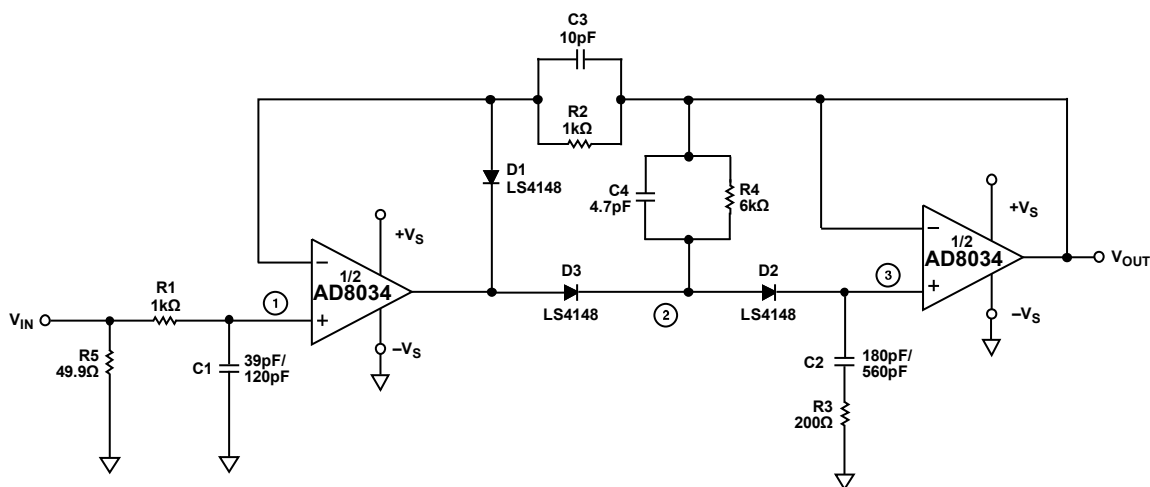 C3
10pF
R2
1kΩ
D1
LS4148
C4
4.7pF
R4
6kΩ
+VS
+VS
–
1/2
AD8034
+
–VS
–
1/2
AD8034
+
–VS
VOUT
D3
LS4148
2
D2
LS4148
3
VIN
R1
1kΩ
1
R5
49.9Ω
C1
39pF/
120pF
C2
180pF/
560pF
R3
200Ω